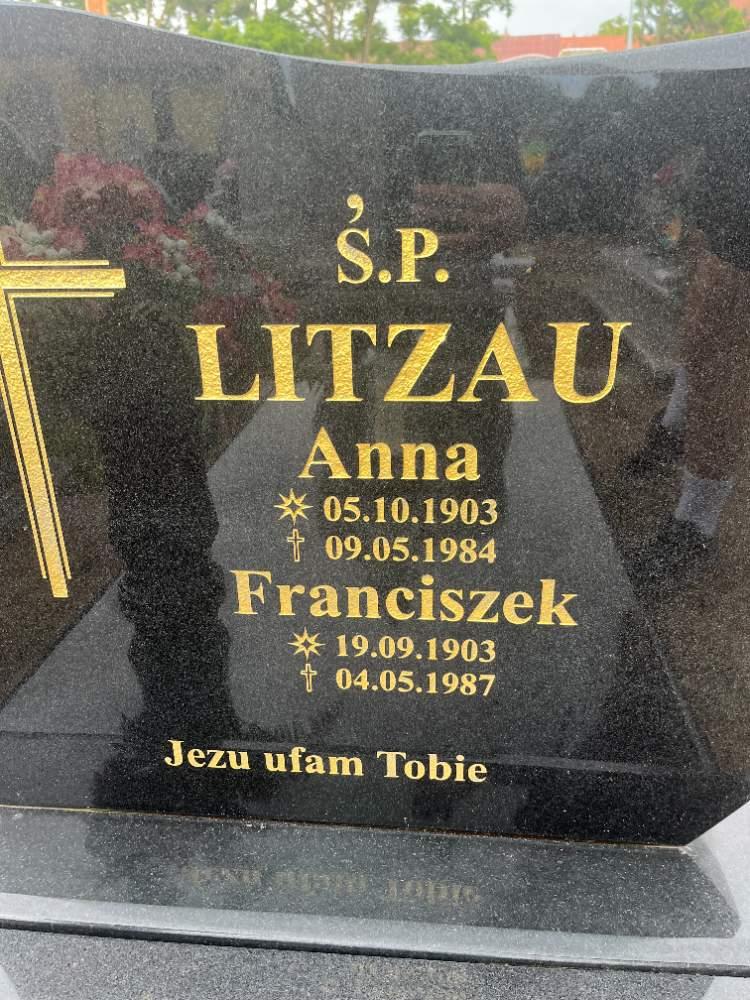 Ś.P.
LITZAU
Anna
05.10.1903
09.05.1984
Franciszek
19.09.1903
04.05.1987
Jezu ufam Tobie